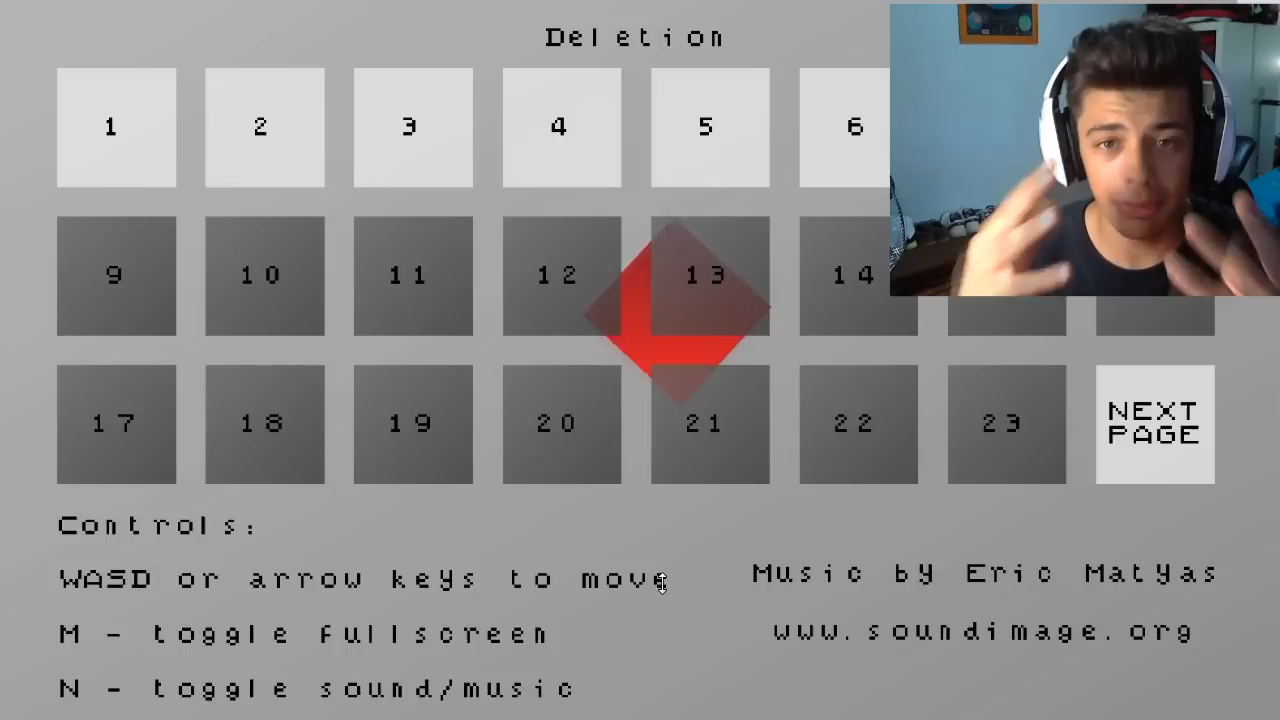 Deletion
1 2 3 4 5 6
9 10 11 12 13 14
17 18 19 20 21 22 23 NEXT PAGE
Controls:
WASD or arrow keys to move
Music by Eric Matyas
M - toggle fullscreen
www.soundimage.org
N - toggle sound/music